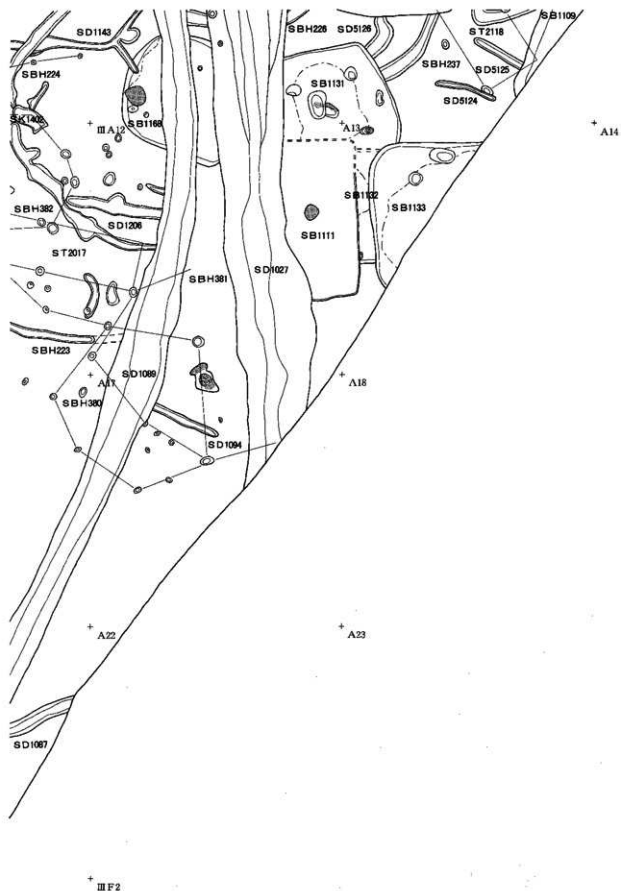 SD1143
SBH226
SD5126
ST2118
SB1109
SBH224
SBH237
SD5125
SB1131
SD5124
SK1402
ⅢA12
SB1168
A13
A14
SBH382
SD1206
SB1132
SB1133
SB1111
ST2017
SBH381
SD1027
SBH223
A17
SD1089
A18
SBH380
SD1094
A22
A23
SD1087
ⅢF2